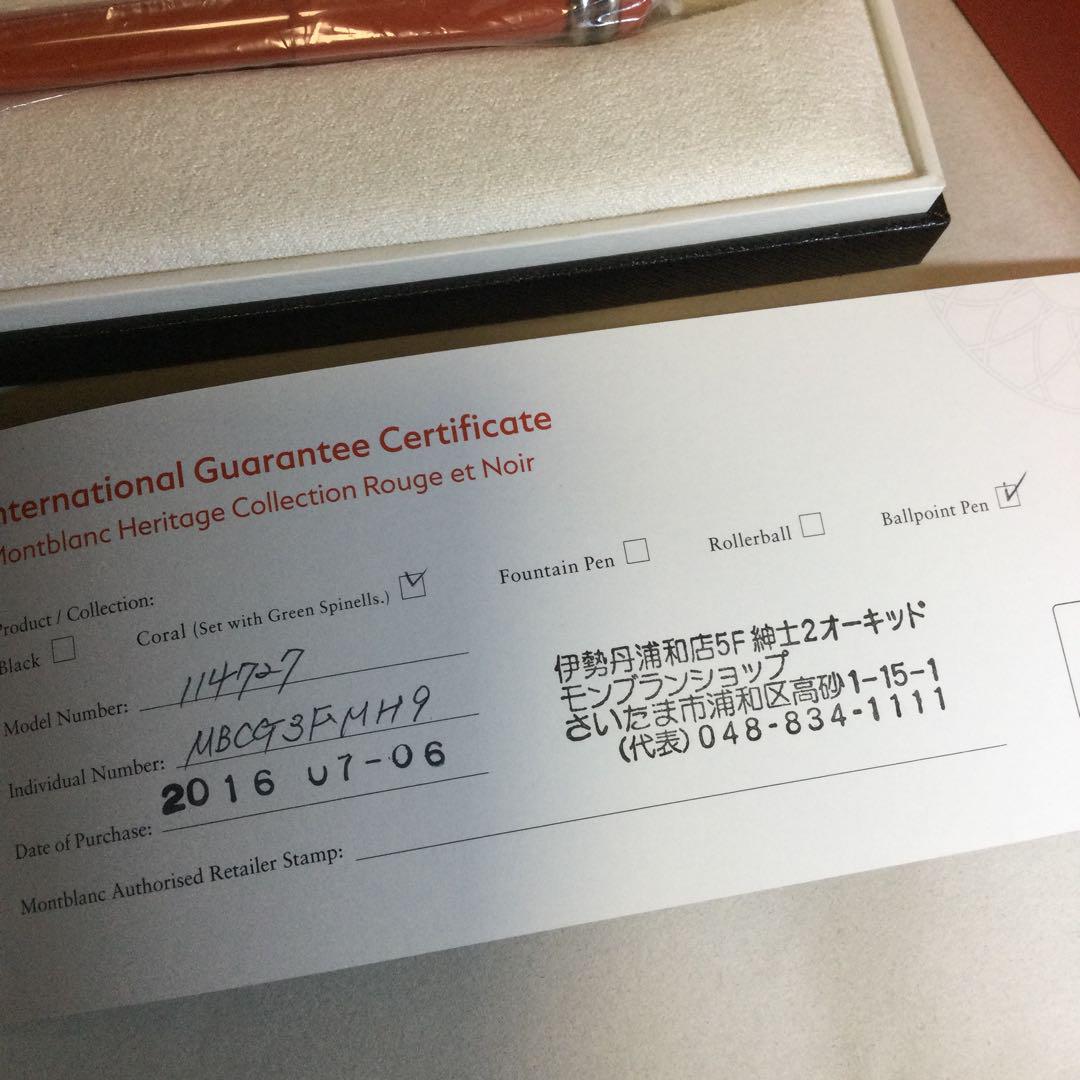 International Guarantee Certificate
Montblanc Heritage Collection Rouge et Noir
Product / Collection:
Black
Coral (Set with Green Spinells.)
Fountain Pen
Rollerball
Ballpoint Pen
Model Number: 114727
Individual Number: MBCG3FMH9
Date of Purchase: 2016 07-06
Montblanc Authorised Retailer Stamp:
伊勢丹浦和店5F 紳士2オーキッド
モンブランショップ
さいたま市浦和区高砂1-15-1
(代表)048-834-1111